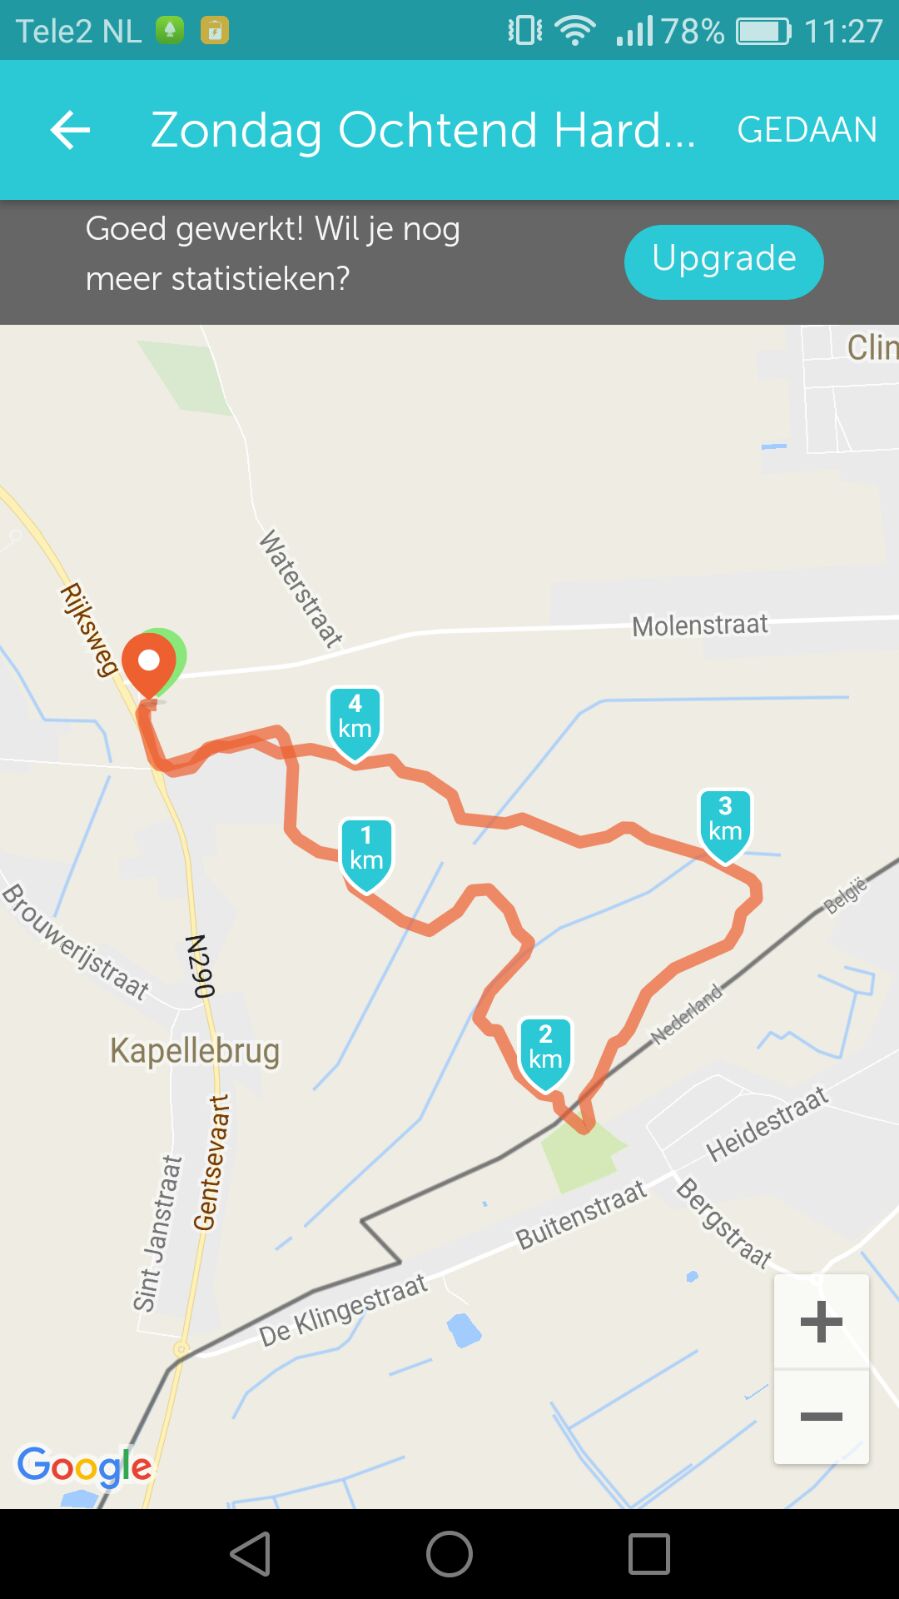 Tele2 NL 78% 11:27
Zondag Ochtend Hard... GEDAAN
Goed gewerkt! Wil je nog
meer statistieken?
Upgrade
Clin
Waterstraat
Rijksweg
Molenstraat
4
km
3
km
1
km
België
Brouwerijstraat
N290
Nederland
2
km
Kapellebrug
Heidestraat
Gentsevaart
Sint Janstraat
Buitenstraat
Bergstraat
De Klingestraat
+
−
Google